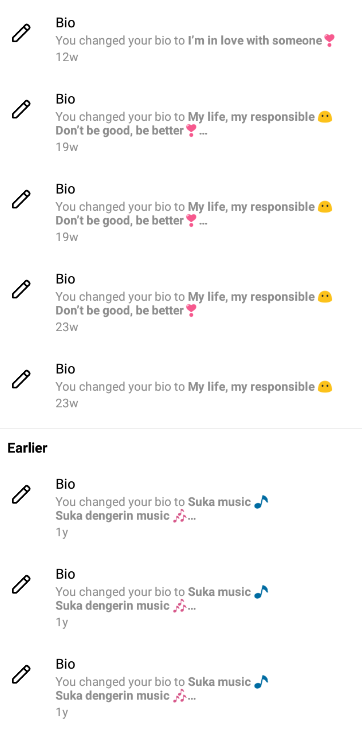 Bio
You changed your bio to I'm in love with someone❣️
12w
Bio
You changed your bio to My life, my responsible 😶
Don't be good, be better❣️...
19w
Bio
You changed your bio to My life, my responsible 😶
Don't be good, be better❣️...
19w
Bio
You changed your bio to My life, my responsible 😶
Don't be good, be better❣️
23w
Bio
You changed your bio to My life, my responsible 😶
23w
Earlier
Bio
You changed your bio to Suka music 🎵
Suka dengerin music 🎶...
1y
Bio
You changed your bio to Suka music 🎵
Suka dengerin music 🎶...
1y
Bio
You changed your bio to Suka music 🎵
Suka dengerin music 🎶...
1y